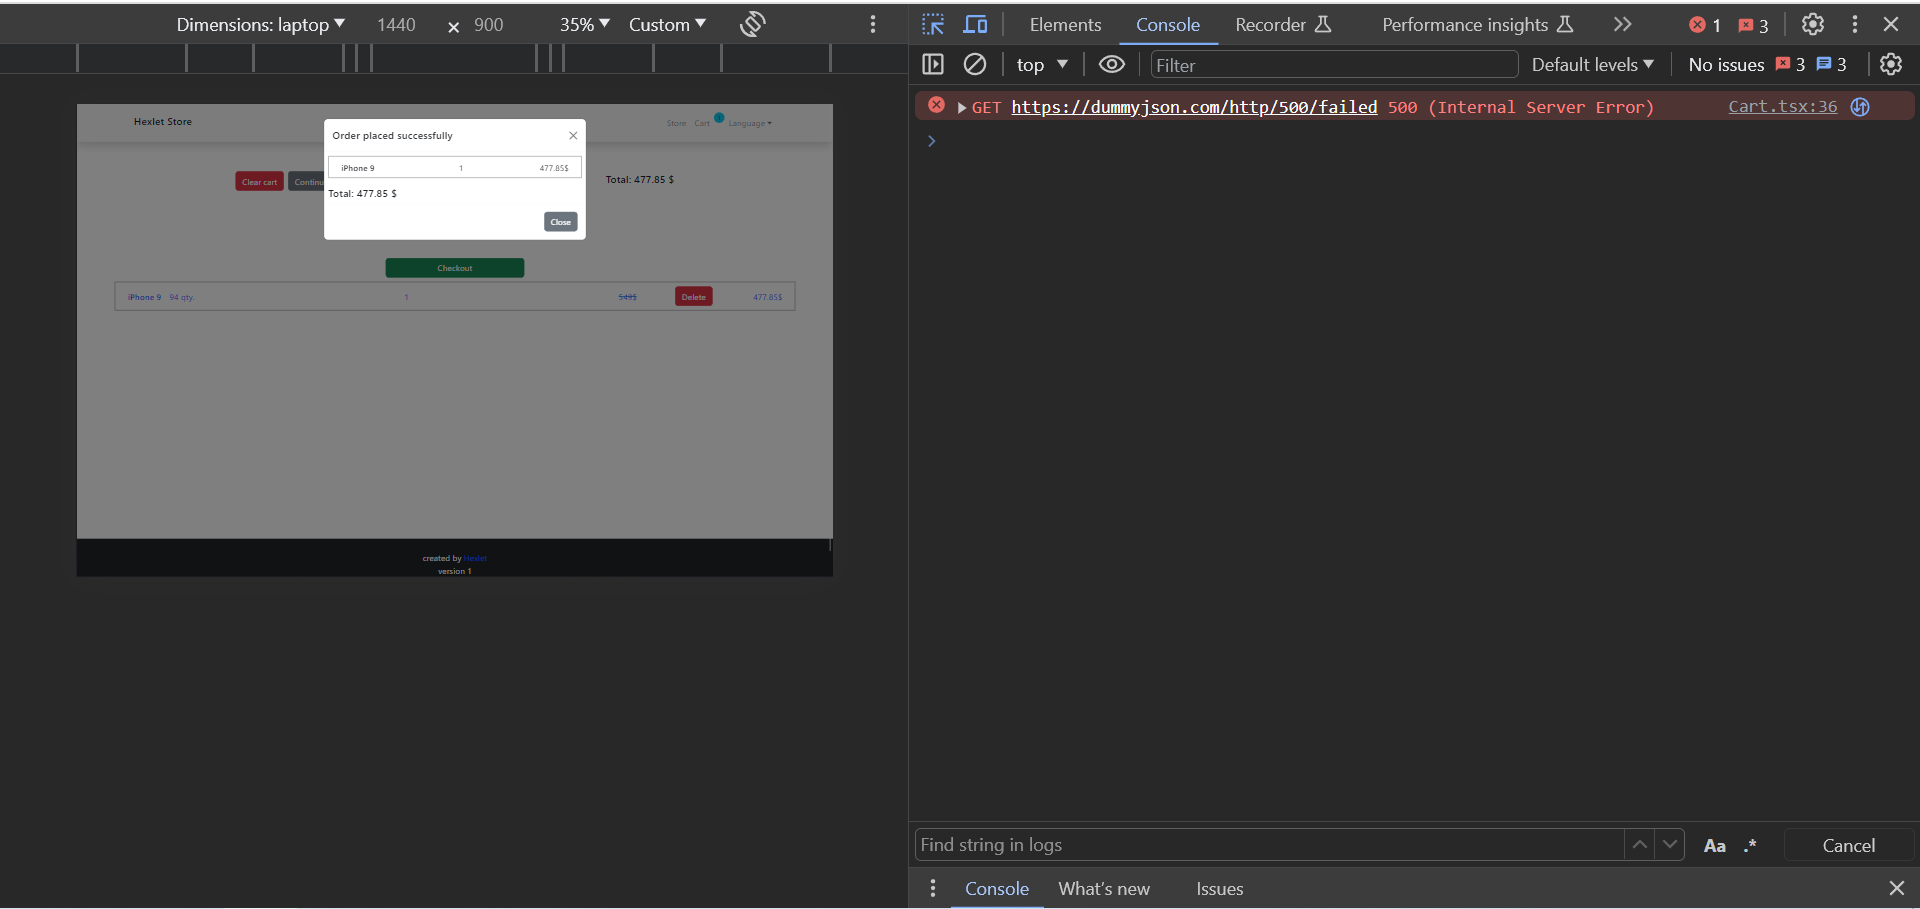 Dimensions: laptop 1440 × 900 35% Custom
Elements Console Recorder Performance insights 1 3
top Filter Default levels No issues 3 3
GET https://dummyjson.com/http/500/failed 500 (Internal Server Error) Cart.tsx:36
Hexlet Store
Store Cart Language
Order placed successfully
iPhone 9 1 477.85$
Total: 477.85 $
Close
Clear cart Continu
Total: 477.85 $
Checkout
iPhone 9 94 qty. 1 549$ Delete 477.85$
created by Hexlet
version 1
Find string in logs Aa .* Cancel
Console What's new Issues